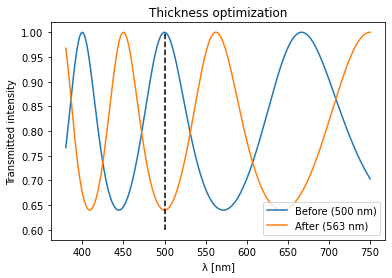 Thickness optimization
Transmitted intensity
1.00
0.95
0.90
0.85
0.80
0.75
0.70
0.65
0.60
Before (500 nm)
After (563 nm)
400 450 500 550 600 650 700 750
λ [nm]